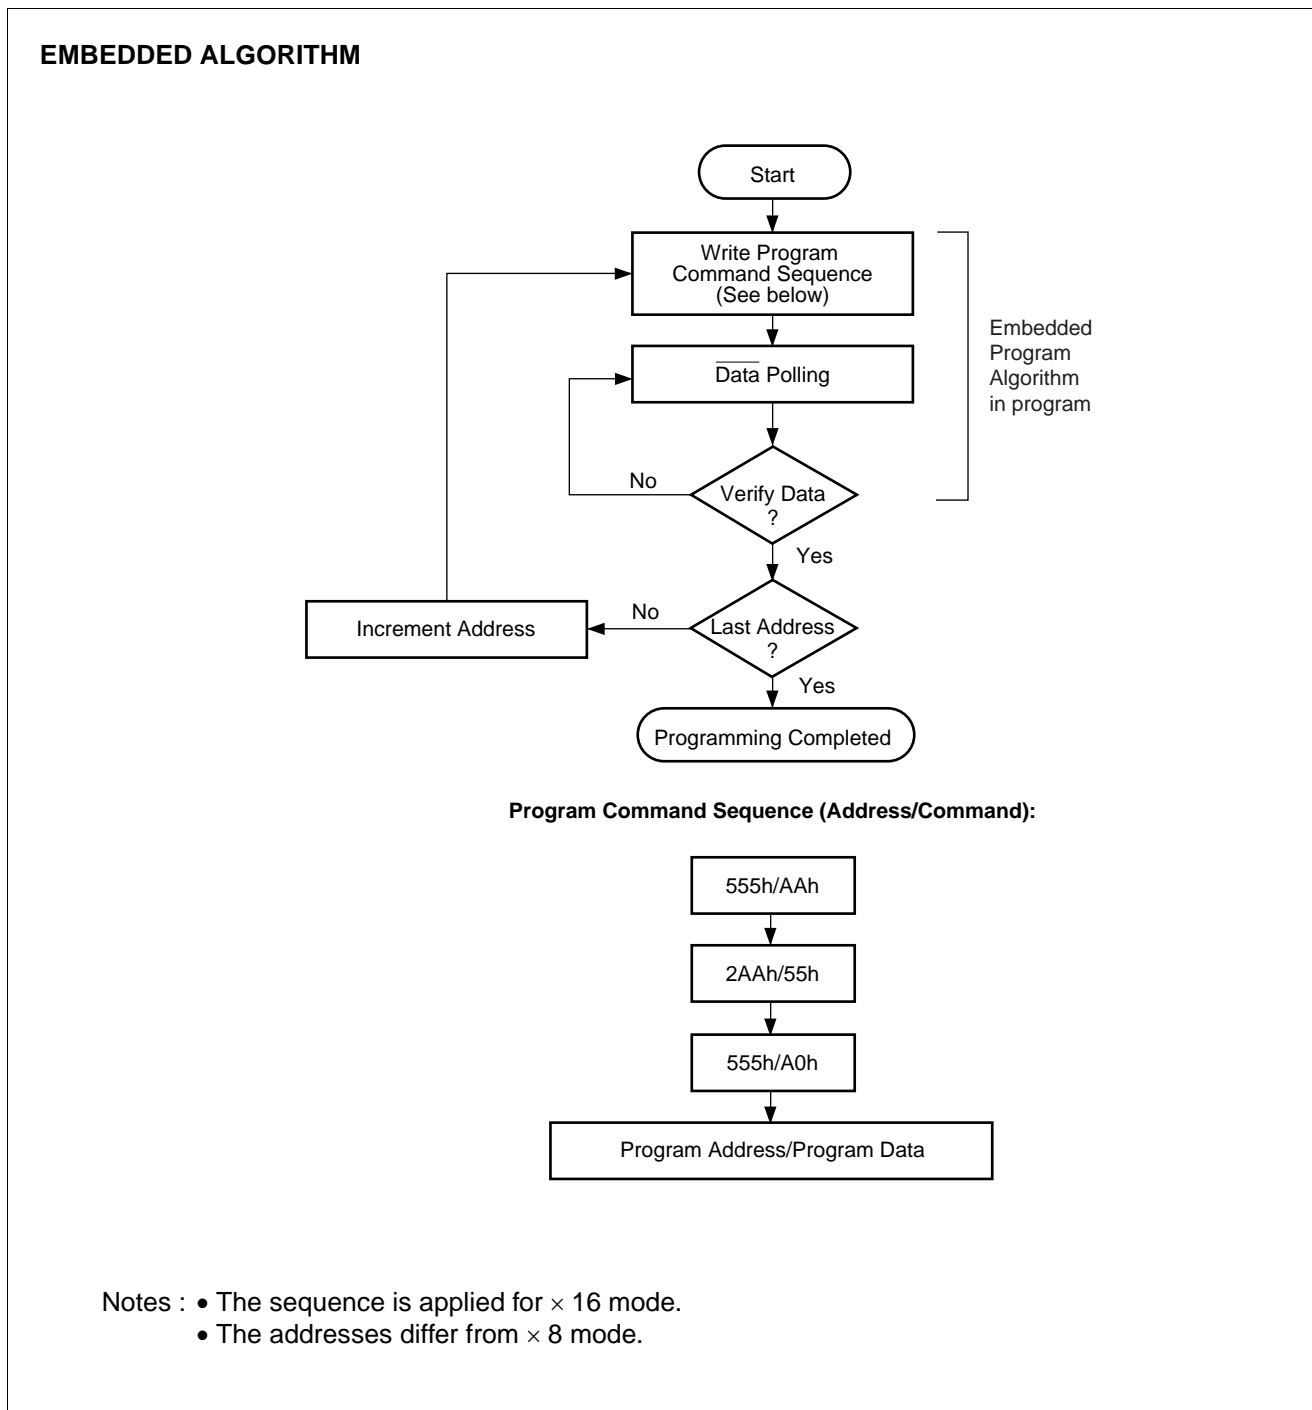 EMBEDDED ALGORITHM
Start
Write Program
Command Sequence
(See below)
Data Polling
Embedded
Program
Algorithm
in program
No
Verify Data
?
Yes
No
Last Address
?
Increment Address
Yes
Programming Completed
Program Command Sequence (Address/Command):
555h/AAh
2AAh/55h
555h/A0h
Program Address/Program Data
Notes : • The sequence is applied for × 16 mode.
• The addresses differ from × 8 mode.